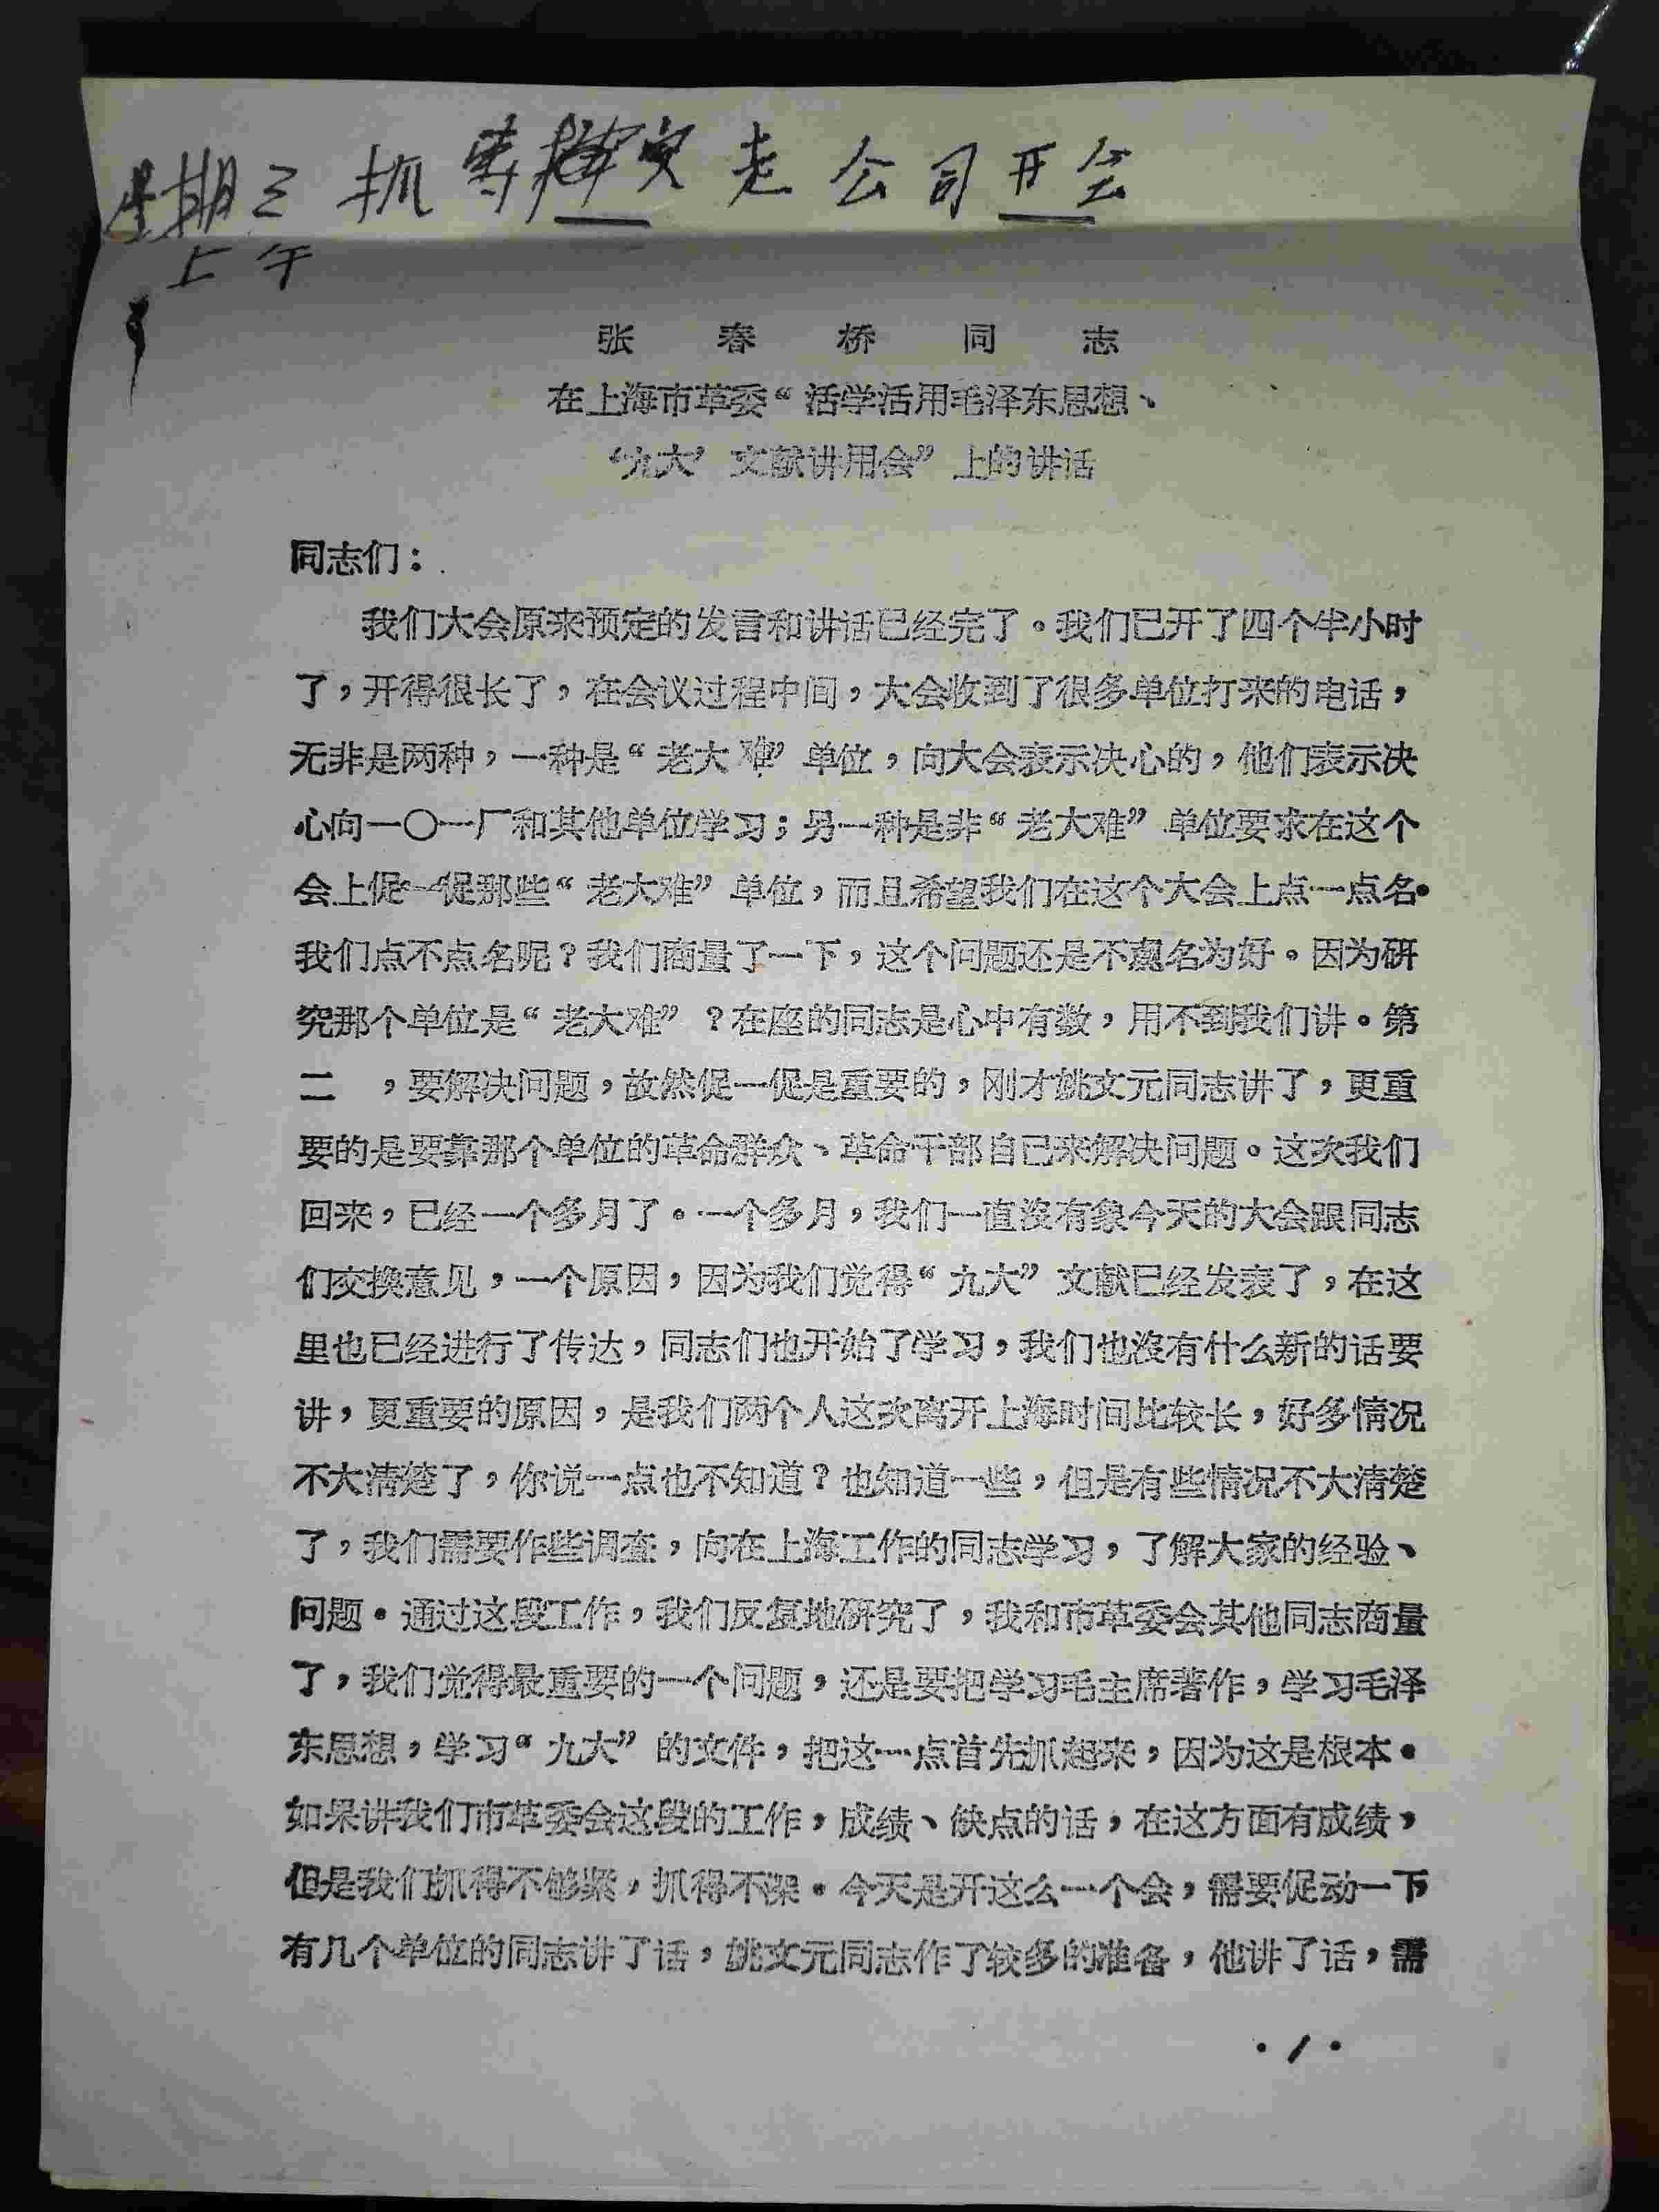 星期三 抓 走 公司开会
上午
张春桥同志
在上海市革委“活学活用毛泽东思想、
‘九大’文献讲用会”上的讲话
同志们：
我们大会原来预定的发言和讲话已经完了。我们已开了四个半小时
了，开得很长了，在会议过程中间，大会收到了很多单位打来的电话，
无非是两种，一种是“老大难”单位，向大会表示决心的，他们表示决
心向一〇一厂和其他单位学习；另一种是非“老大难”单位要求在这个
会上促一促那些“老大难”单位，而且希望我们在这个大会上点一点名。
我们点不点名呢？我们商量了一下，这个问题还是不点名为好。因为研
究那个单位是“老大难”？在座的同志是心中有数，用不到我们讲。第
二　，要解决问题，故然促一促是重要的，刚才姚文元同志讲了，更重
要的是要靠那个单位的革命群众、革命干部自己来解决问题。这次我们
回来，已经一个多月了。一个多月，我们一直没有象今天的大会跟同志
们交换意见，一个原因，因为我们觉得“九大”文献已经发表了，在这
里也已经进行了传达，同志们也开始了学习，我们也没有什么新的话要
讲，更重要的原因，是我们两个人这次离开上海时间比较长，好多情况
不大清楚了，你说一点也不知道？也知道一些，但是有些情况不大清楚
了，我们需要作些调查，向在上海工作的同志学习，了解大家的经验、
问题。通过这段工作，我们反复地研究了，我和市革委会其他同志商量
了，我们觉得最重要的一个问题，还是要把学习毛主席著作，学习毛泽
东思想，学习“九大”的文件，把这一点首先抓起来，因为这是根本。
如果讲我们市革委会这段的工作，成绩、缺点的话，在这方面有成绩，
但是我们抓得不够紧，抓得不深。今天是开这么一个会，需要促动一下
有几个单位的同志讲了话，姚文元同志作了较多的准备，他讲了话，需
·1·